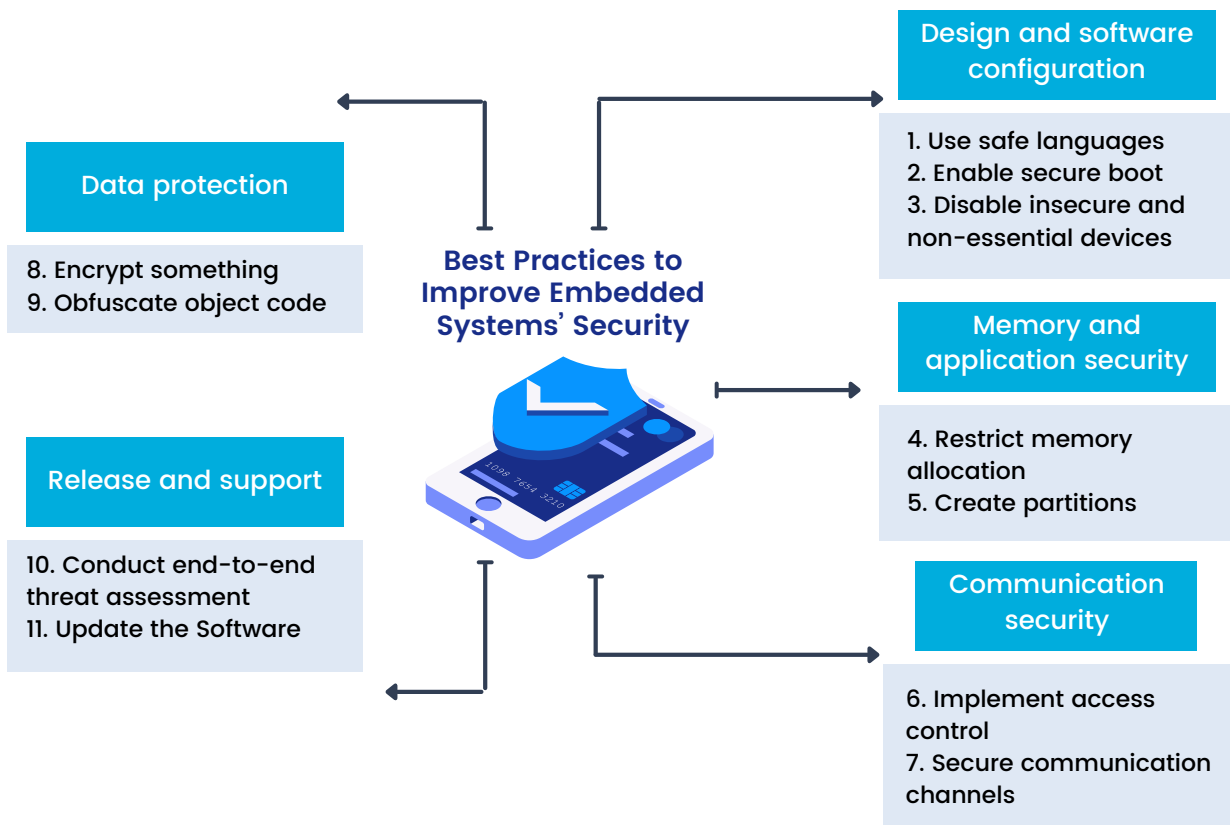 Design and software
configuration
1. Use safe languages
2. Enable secure boot
3. Disable insecure and
non-essential devices
Data protection
8. Encrypt something
9. Obfuscate object code
Best Practices to
Improve Embedded
Systems’ Security
Memory and
application security
4. Restrict memory
allocation
5. Create partitions
Release and support
10. Conduct end-to-end
threat assessment
11. Update the Software
1098 7654 3210
Communication
security
6. Implement access
control
7. Secure communication
channels